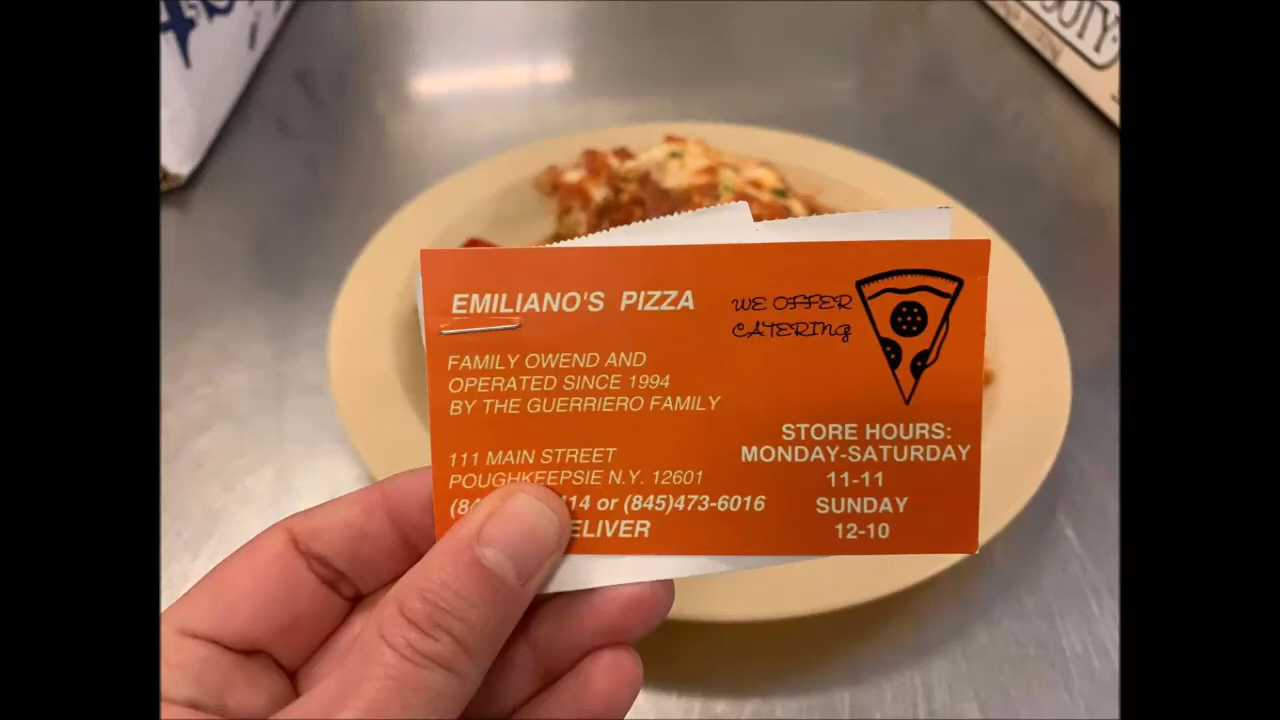 EMILIANO'S PIZZA
WE OFFER
CATERING
FAMILY OWEND AND
OPERATED SINCE 1994
BY THE GUERRIERO FAMILY
111 MAIN STREET
POUGHKEEPSIE N.Y. 12601
or (845)473-6016
STORE HOURS:
MONDAY-SATURDAY
11-11
SUNDAY
12-10